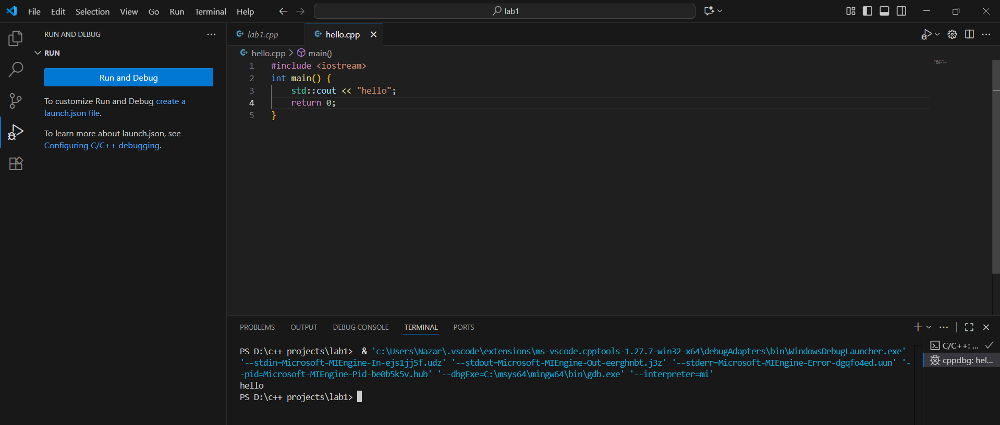 File Edit Selection View Go Run Terminal Help
lab1
RUN AND DEBUG
RUN
Run and Debug
To customize Run and Debug create a
launch.json file.
To learn more about launch.json, see
Configuring C/C++ debugging.
lab1.cpp
hello.cpp
hello.cpp > main()
1 #include <iostream>
2 int main() {
3     std::cout << "hello";
4     return 0;
5 }
PROBLEMS OUTPUT DEBUG CONSOLE TERMINAL PORTS
PS D:\c++ projects\lab1>  & 'c:\Users\Nazar\.vscode\extensions\ms-vscode.cpptools-1.27.7-win32-x64\debugAdapters\bin\WindowsDebugLauncher.exe'
'--stdin=Microsoft-MIEngine-In-ejs1jj5f.udz' '--stdout=Microsoft-MIEngine-Out-eerghnbt.j3z' '--stderr=Microsoft-MIEngine-Error-dgqfo4ed.uun' '-
-pid=Microsoft-MIEngine-Pid-be0b5k5v.hub' '--dbgExe=C:\msys64\mingw64\bin\gdb.exe' '--interpreter=mi'
hello
PS D:\c++ projects\lab1>
C/C++: ...
cppdbg: hel...